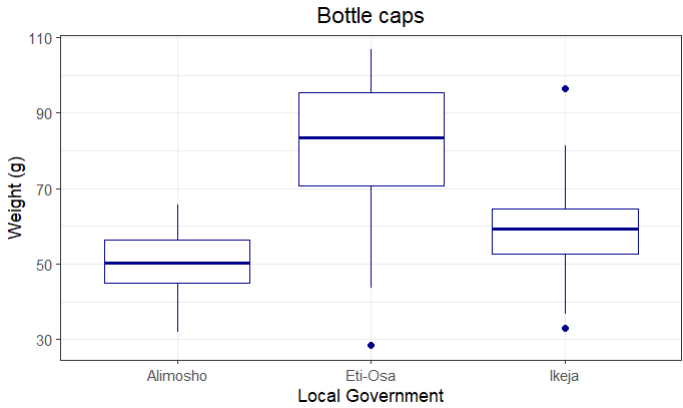 Bottle caps
110
90
70
50
30
Weight (g)
Alimosho Eti-Osa Ikeja
Local Government